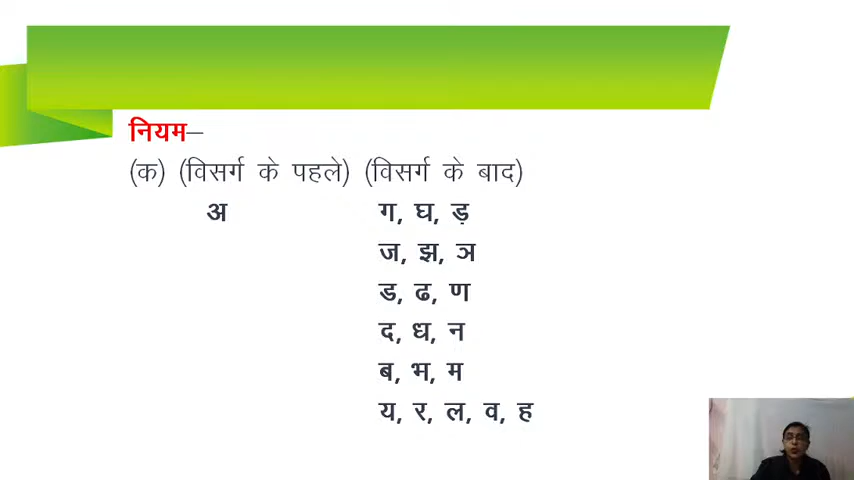 नियम–
(क) (विसर्ग के पहले) (विसर्ग के बाद)
अ ग, घ, ड़
ज, झ, ञ
ड, ढ, ण
द, ध, न
ब, भ, म
य, र, ल, व, ह